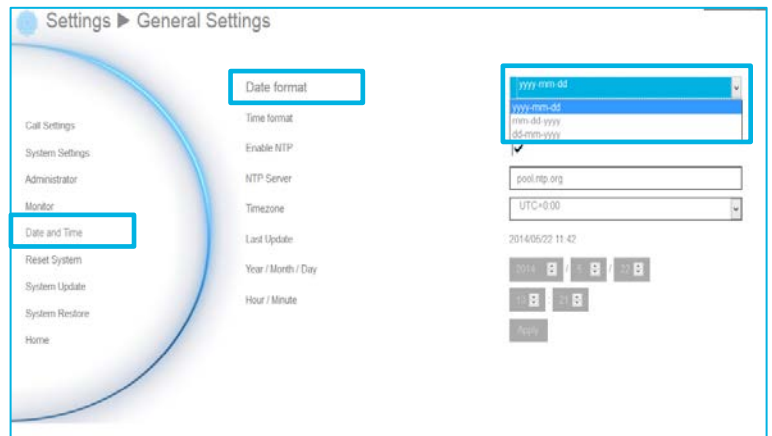 Settings ▶ General Settings
Call Settings
System Settings
Administrator
Monitor
Date and Time
Reset System
System Update
System Restore
Home
Date format
yyyy-mm-dd
yyyy-mm-dd
mm-dd-yyyy
dd-mm-yyyy
Time format
Enable NTP
NTP Server
pool.ntp.org
Timezone
UTC+0:00
Last Update
2014/05/22 11:42
Year / Month / Day
2014 / 5 / 22
Hour / Minute
13 : 21
Apply